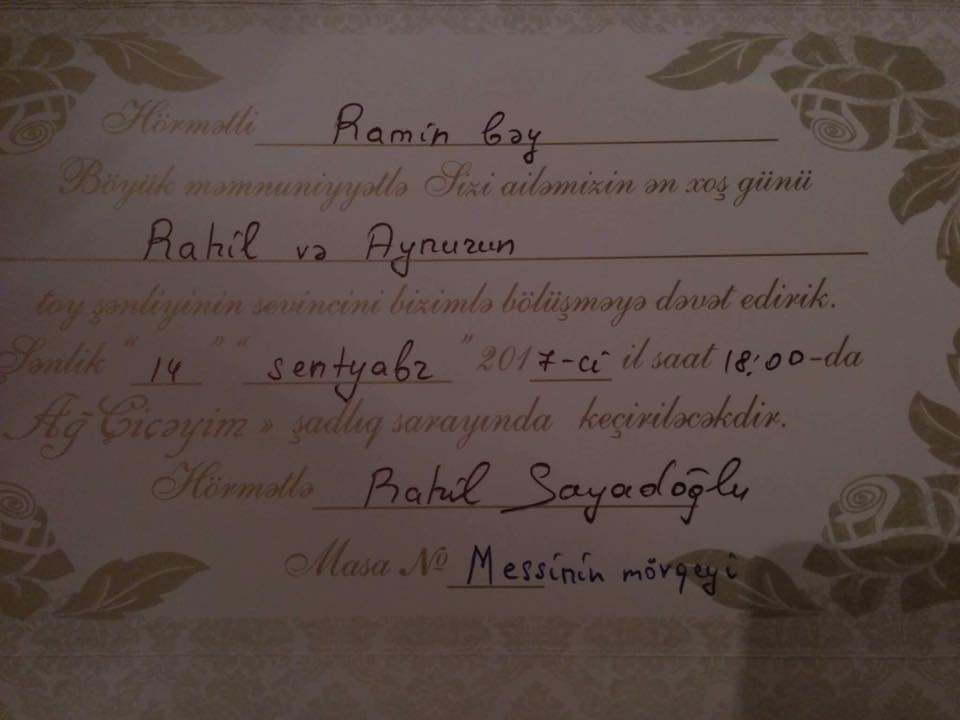 Hörmətli Ramin bəy
Böyük məmnuniyyətlə Sizi ailəmizin ən xoş günü
Rahil və Aynurun
toy şənliyinin sevincini bizimlə bölüşməyə dəvət edirik.
Şənlik "14" "sentyabr" 2017-ci il saat 18:00-da
Ağ Çiçəyim» şadlıq sarayında keçiriləcəkdir.
Hörmətlə Rahil Sayadoğlu
Masa № Messinin mövqeyi